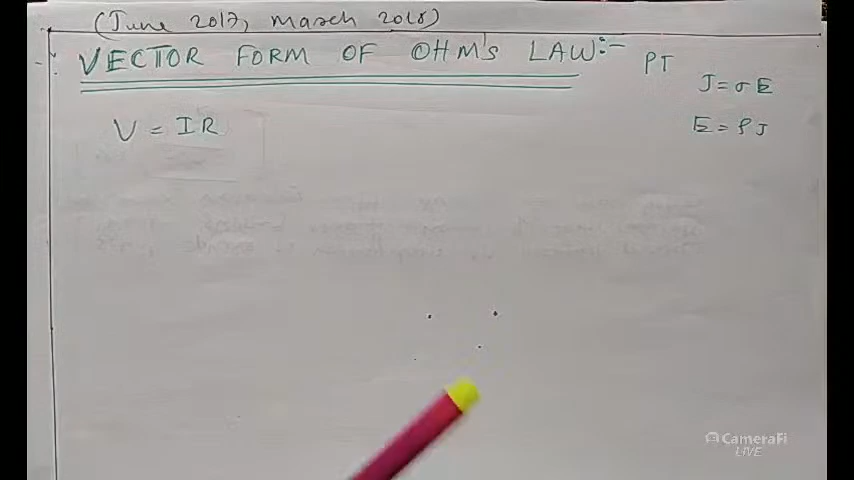 (June 2017, March 2018)
VECTOR FORM OF OHM's LAW:- PT
J = σ E
V = IR
E = ρ J
CameraFi
LIVE